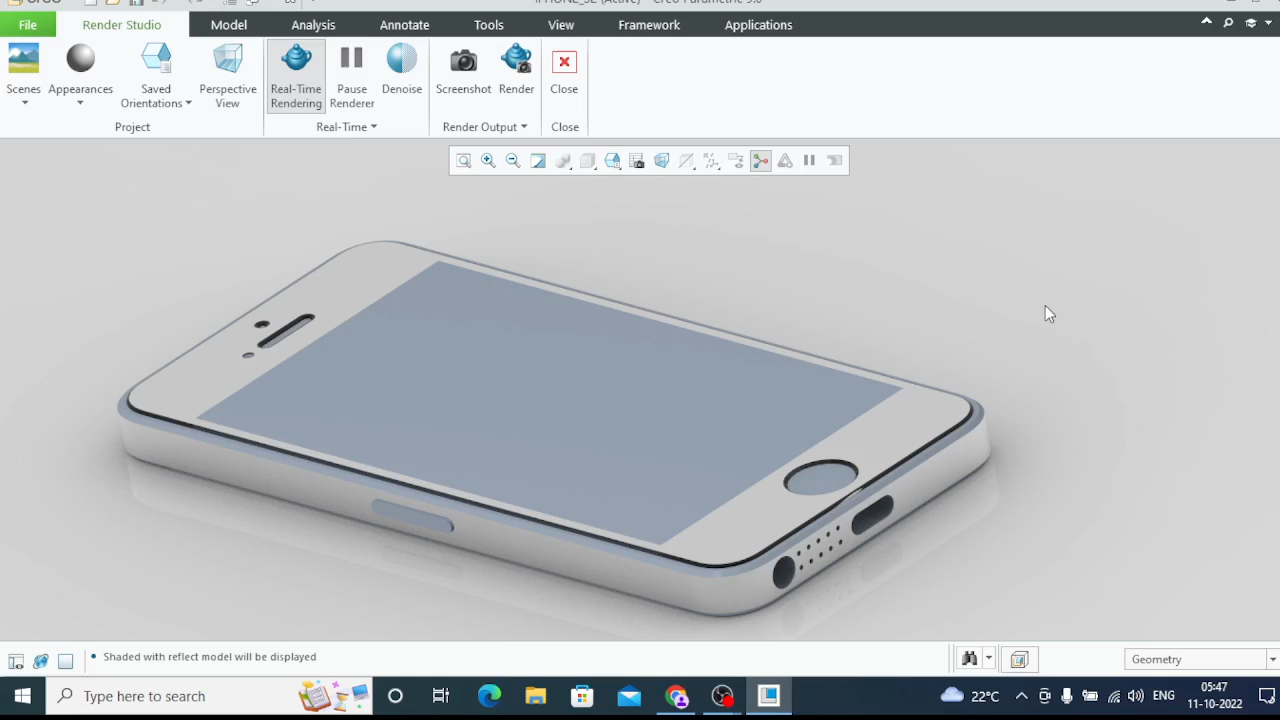 File Render Studio Model Analysis Annotate Tools View Framework Applications
Scenes
Appearances
Saved
Orientations
Perspective
View
Real-Time
Rendering
Pause
Renderer
Denoise
Screenshot
Render
Close
Project
Real-Time
Render Output
Close
Shaded with reflect model will be displayed
Geometry
Type here to search
22°C
ENG
05:47
11-10-2022